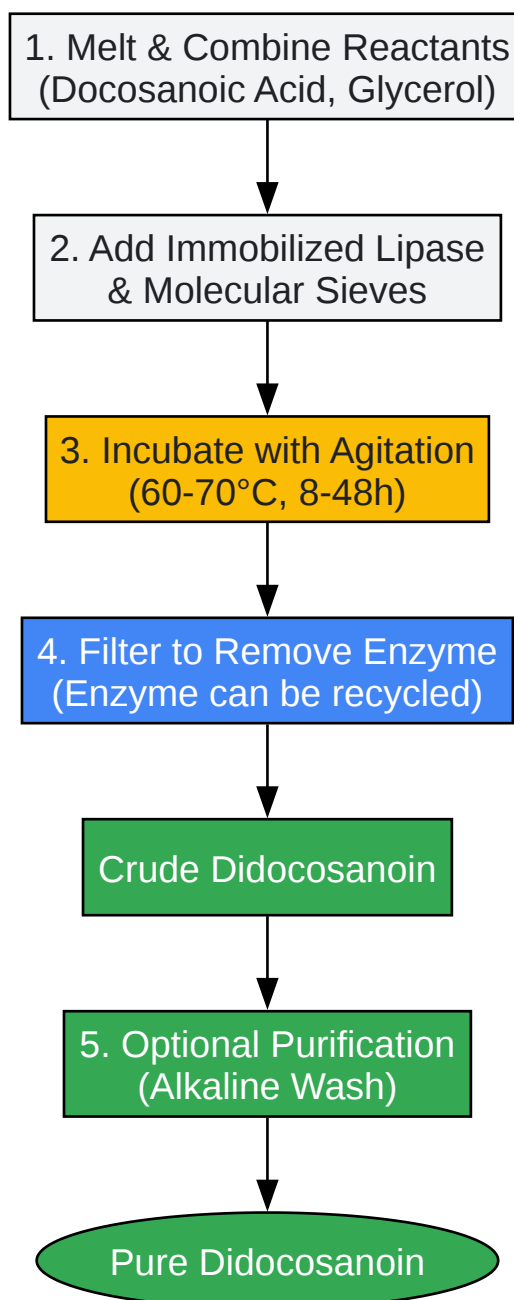 1. Melt & Combine Reactants
(Docosanoic Acid, Glycerol)
2. Add Immobilized Lipase
& Molecular Sieves
3. Incubate with Agitation
(60-70°C, 8-48h)
4. Filter to Remove Enzyme
(Enzyme can be recycled)
Crude Didocosanoin
5. Optional Purification
(Alkaline Wash)
Pure Didocosanoin